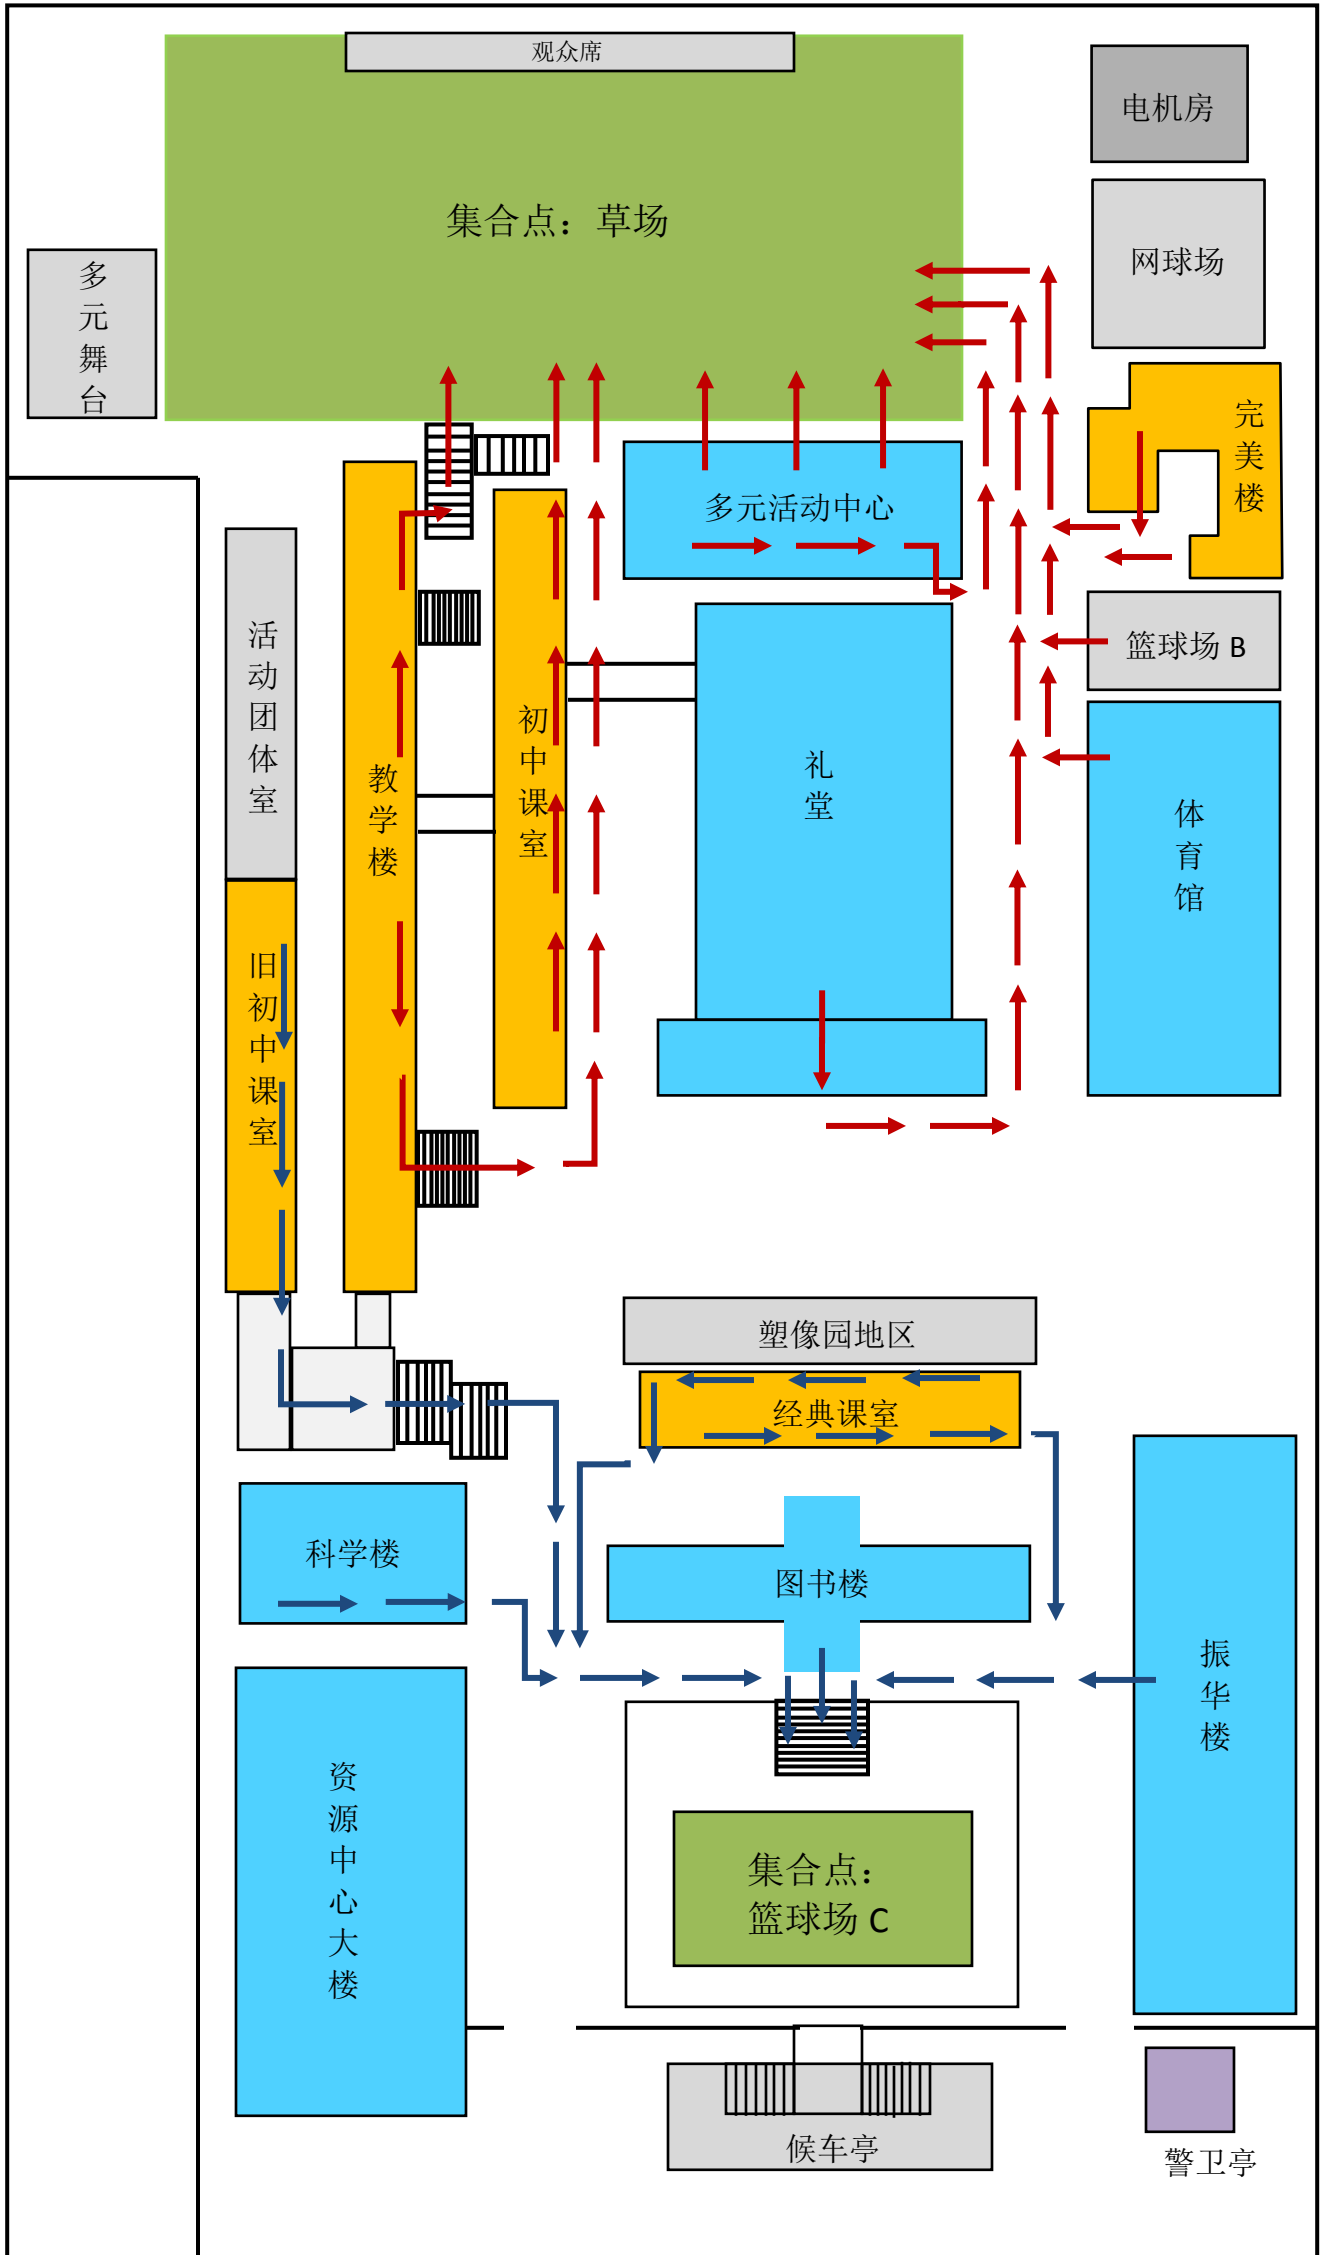 观众席
电机房
集合点：草场
网球场
多元舞台
完美楼
多元活动中心
活动团体室
篮球场 B
初中课室
教学楼
礼堂
体育馆
旧初中课室
塑像园地区
经典课室
科学楼
图书楼
振华楼
资源中心大楼
集合点：
篮球场 C
候车亭
警卫亭